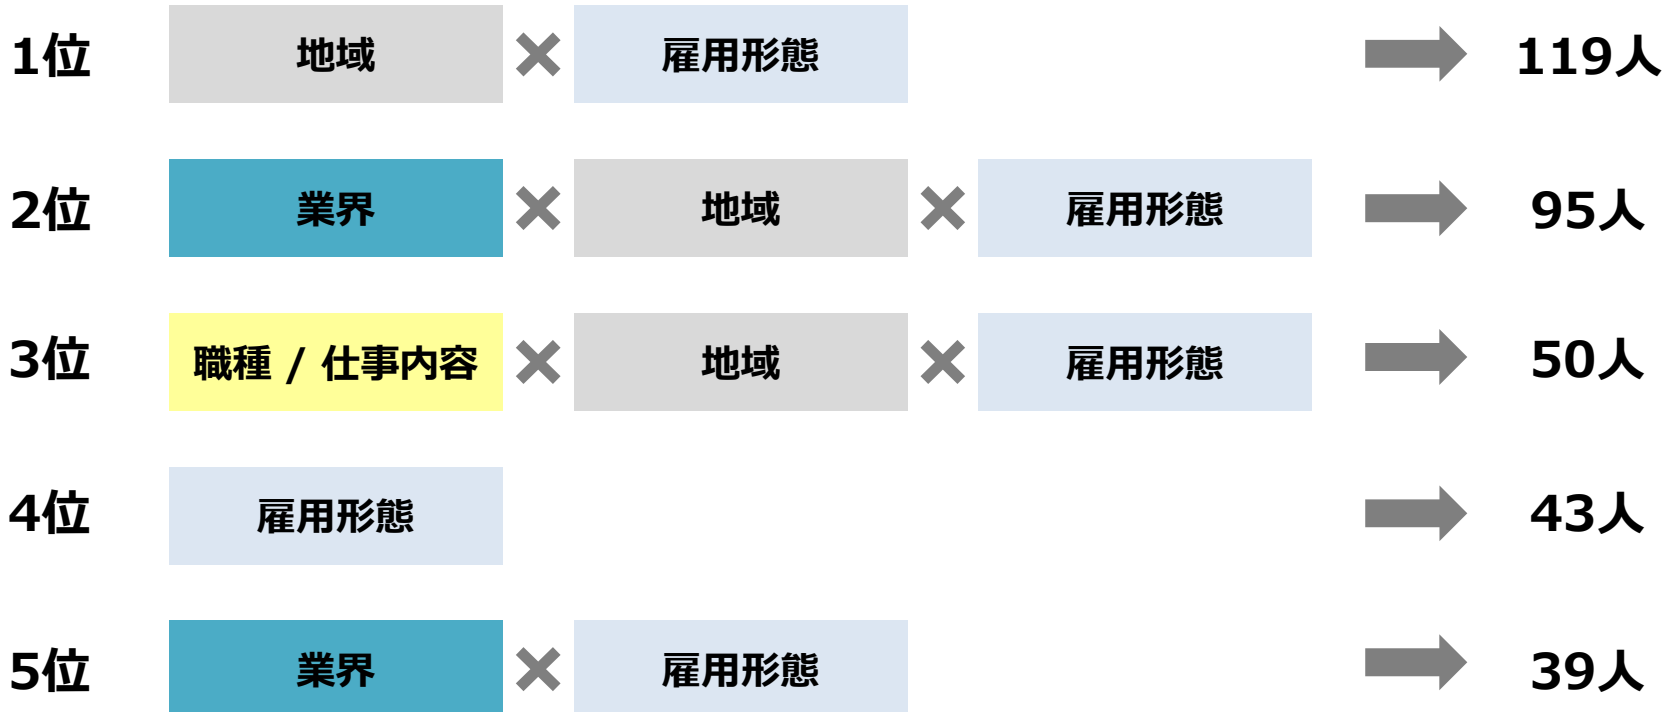 1位 地域 × 雇用形態 119人
2位 業界 × 地域 × 雇用形態 95人
3位 職種 / 仕事内容 × 地域 × 雇用形態 50人
4位 雇用形態 43人
5位 業界 × 雇用形態 39人